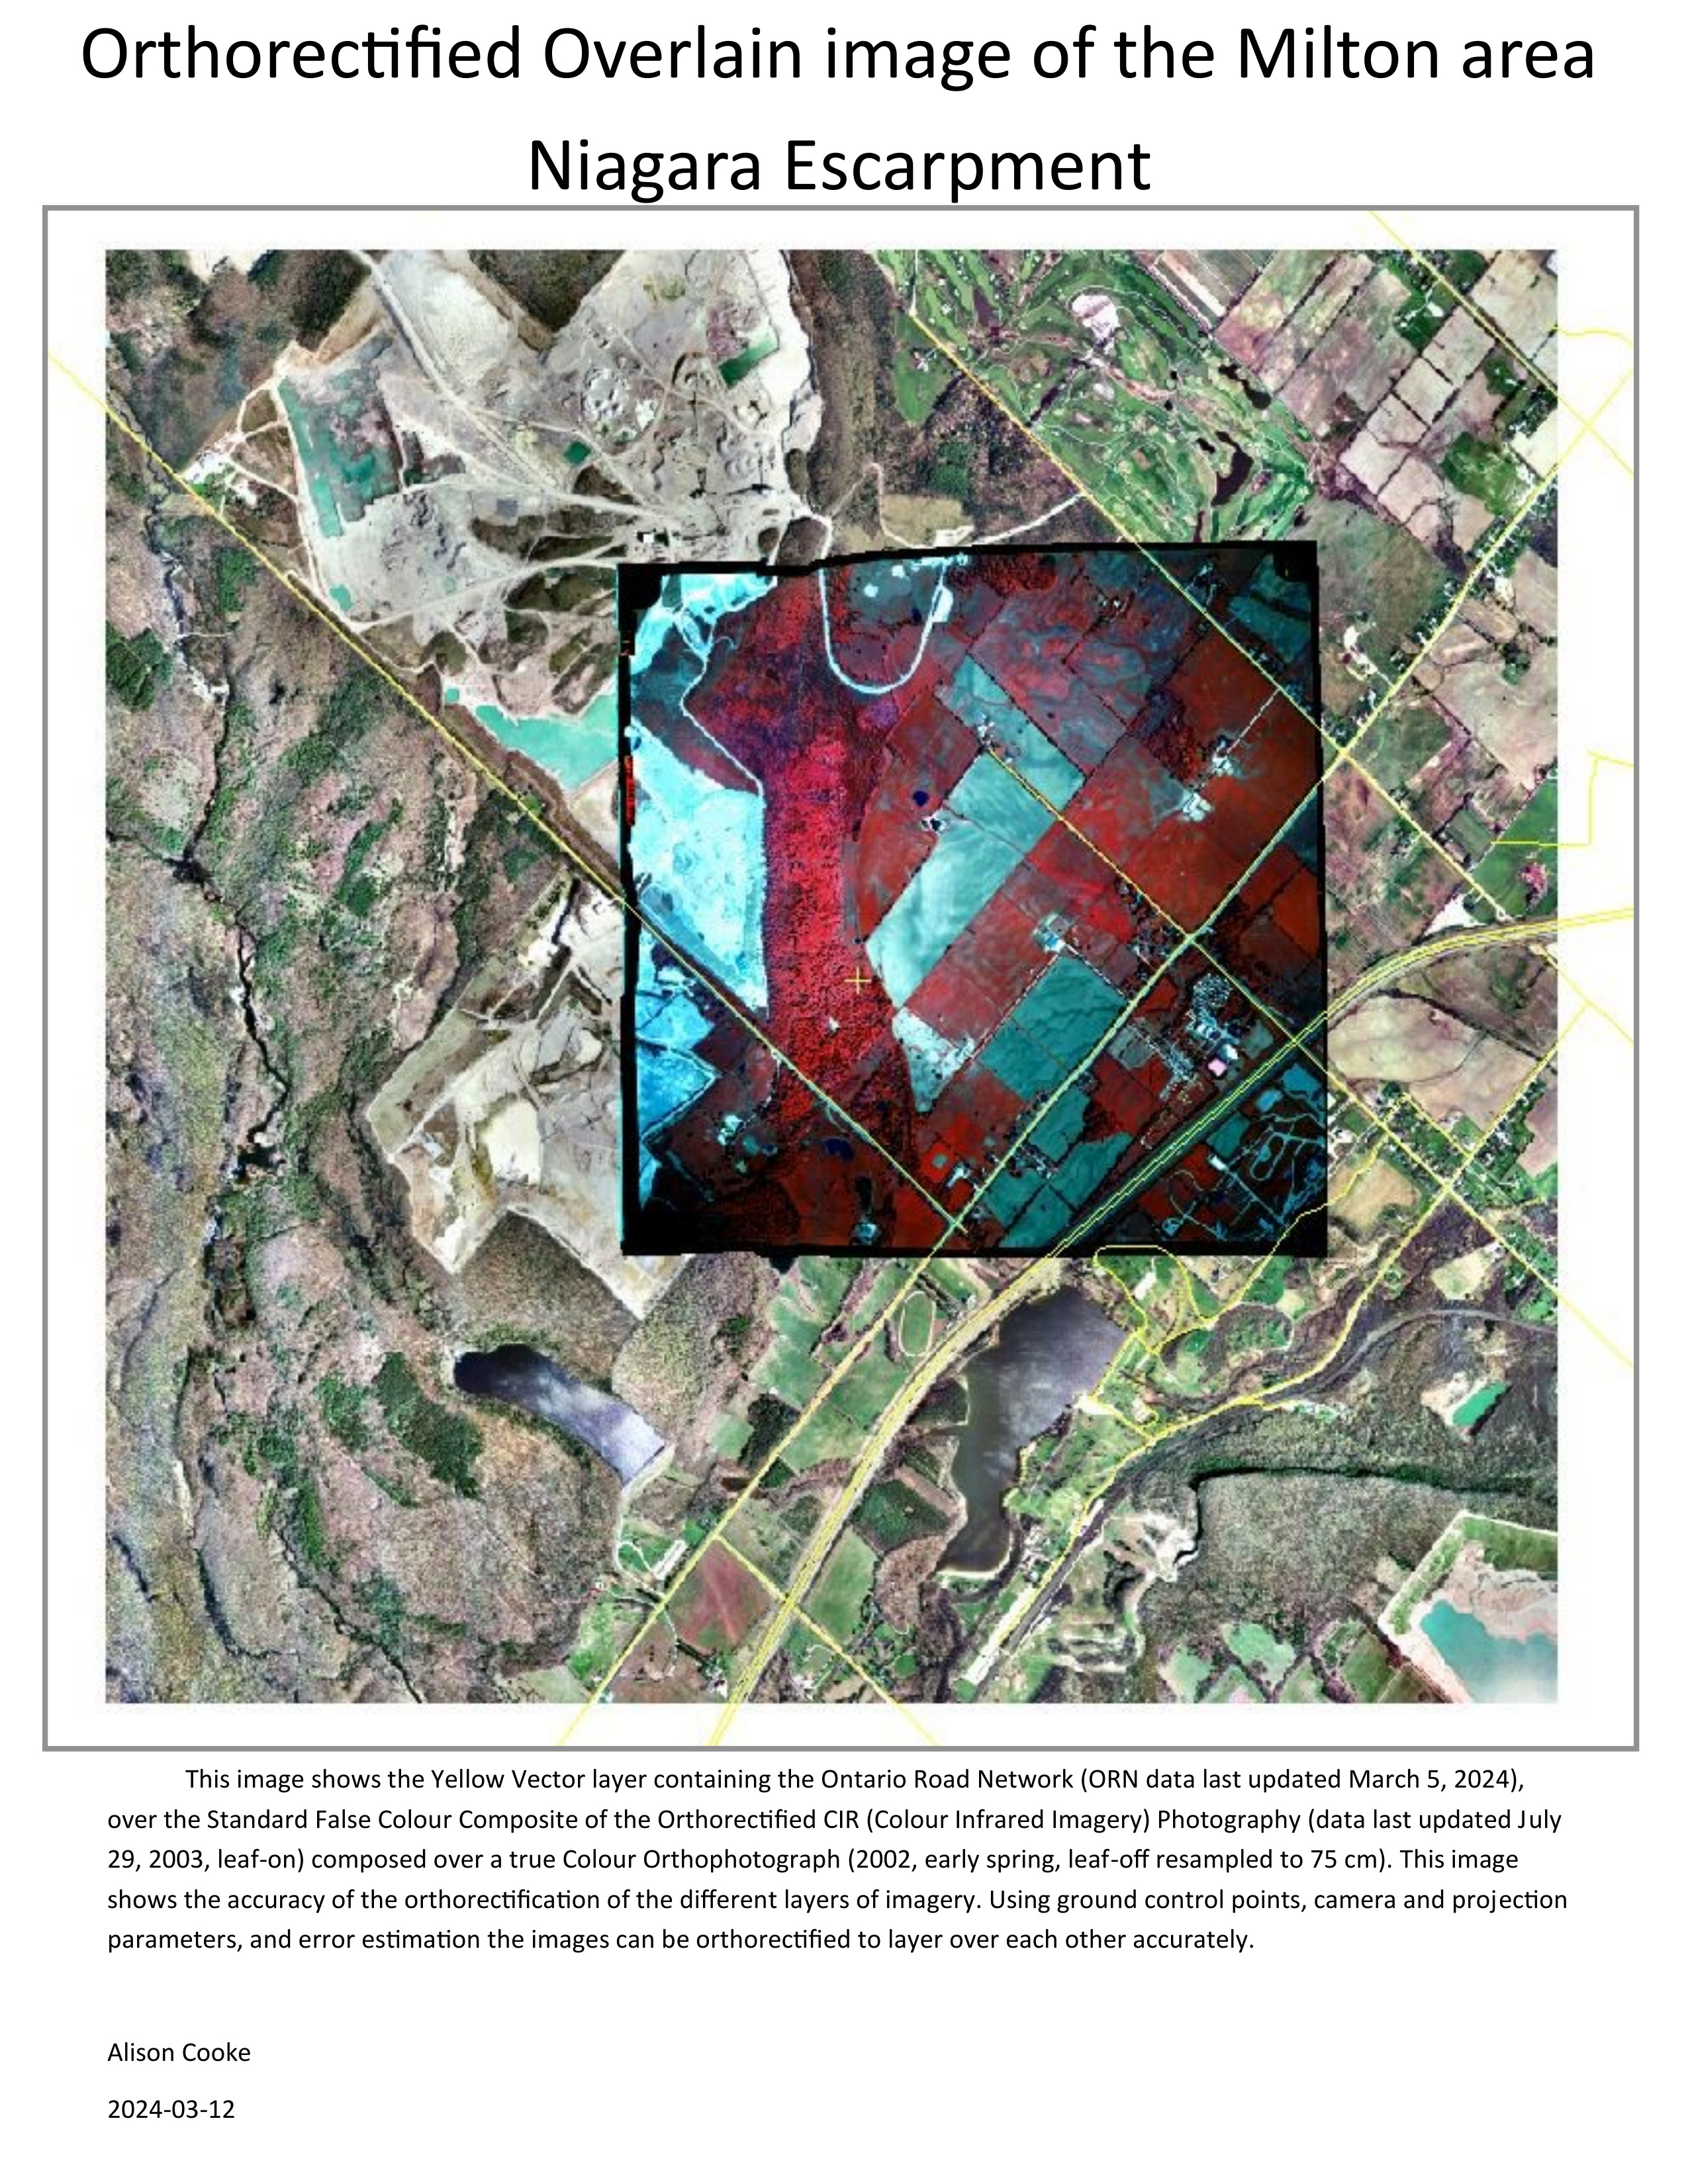 Orthorectified Overlain image of the Milton area
Niagara Escarpment
This image shows the Yellow Vector layer containing the Ontario Road Network (ORN data last updated March 5, 2024),
over the Standard False Colour Composite of the Orthorectified CIR (Colour Infrared Imagery) Photography (data last updated July
29, 2003, leaf-on) composed over a true Colour Orthophotograph (2002, early spring, leaf-off resampled to 75 cm). This image
shows the accuracy of the orthorectification of the different layers of imagery. Using ground control points, camera and projection
parameters, and error estimation the images can be orthorectified to layer over each other accurately.
Alison Cooke
2024-03-12